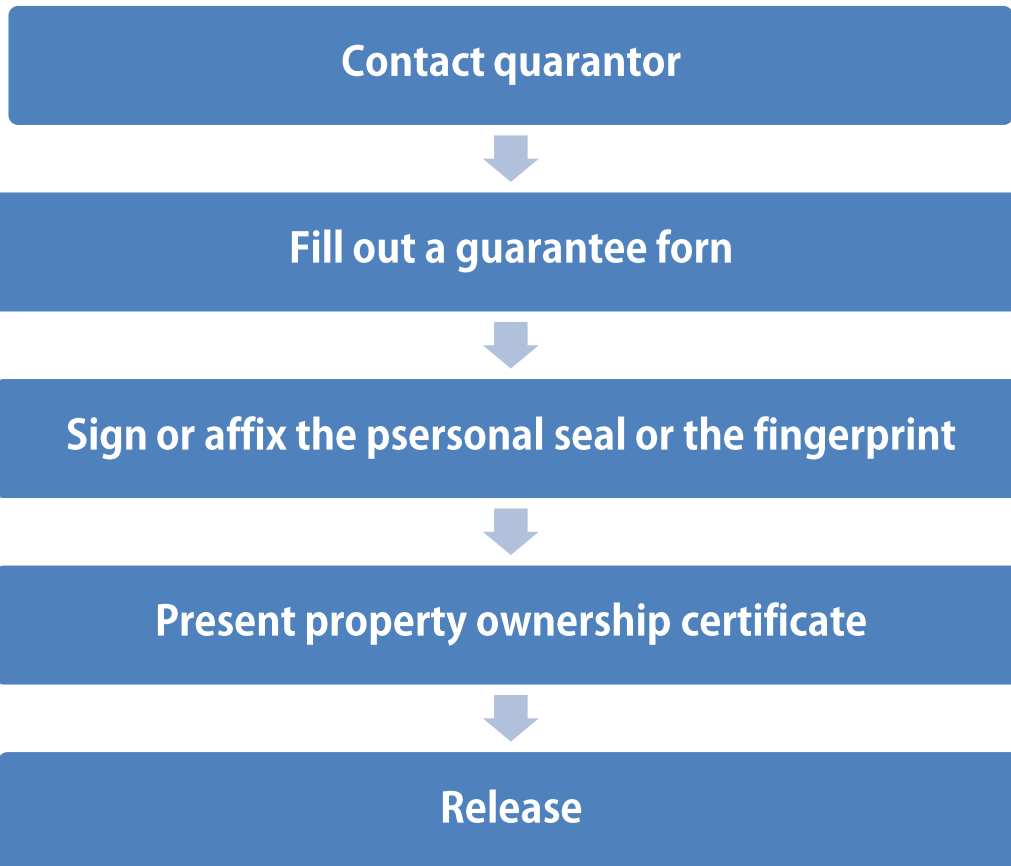 Contact quarantor
Fill out a guarantee forn
Sign or affix the psersonal seal or the fingerprint
Present property ownership certificate
Release